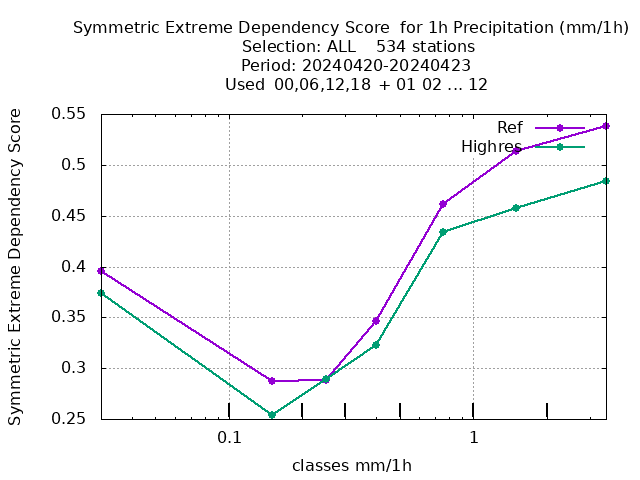 Symmetric Extreme Dependency Score  for 1h Precipitation (mm/1h)
Selection: ALL    534 stations
Period: 20240420-20240423
Used  00,06,12,18  + 01 02 ... 12
Symmetric Extreme Dependency Score
0.55
0.5
0.45
0.4
0.35
0.3
0.25
Ref
Highres
0.1
1
classes mm/1h